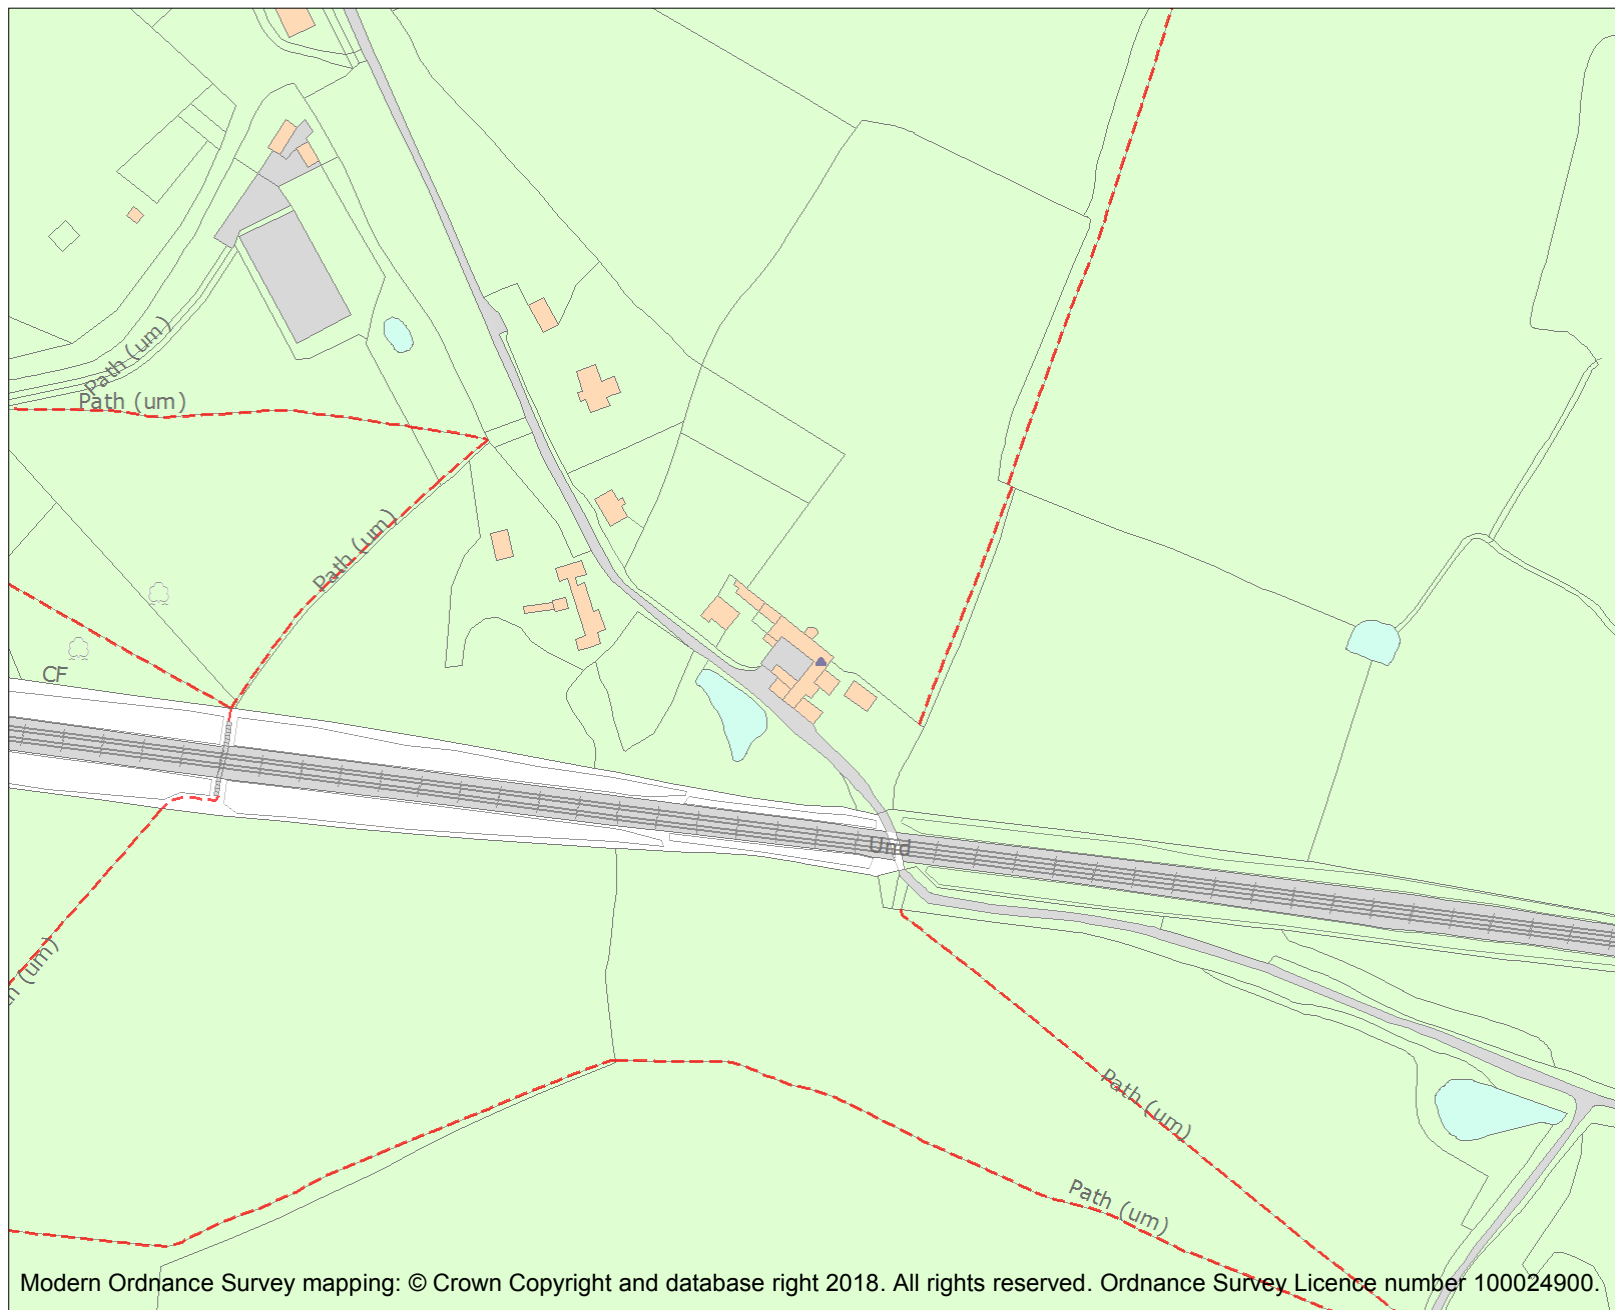 Path (um)
Path (um)
Path (um)
CF
Und
(um)
Path (um)
Path (um)
Modern Ordnance Survey mapping: © Crown Copyright and database right 2018. All rights reserved. Ordnance Survey Licence number 100024900.